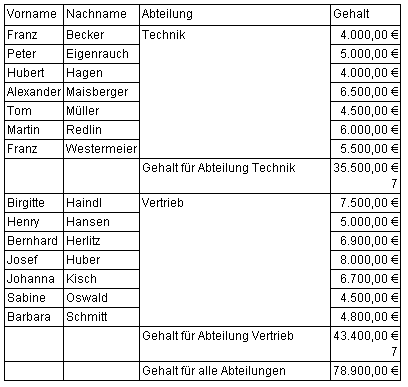 Vorname Nachname Abteilung Gehalt
Franz Becker Technik 4.000,00 €
Peter Eigenrauch 5.000,00 €
Hubert Hagen 4.000,00 €
Alexander Maisberger 6.500,00 €
Tom Müller 4.500,00 €
Martin Redlin 6.000,00 €
Franz Westermeier 5.500,00 €
Gehalt für Abteilung Technik 35.500,00 €
7
Birgitte Haindl Vertrieb 7.500,00 €
Henry Hansen 5.000,00 €
Bernhard Herlitz 6.900,00 €
Josef Huber 8.000,00 €
Johanna Kisch 6.700,00 €
Sabine Oswald 4.500,00 €
Barbara Schmitt 4.800,00 €
Gehalt für Abteilung Vertrieb 43.400,00 €
7
Gehalt für alle Abteilungen 78.900,00 €